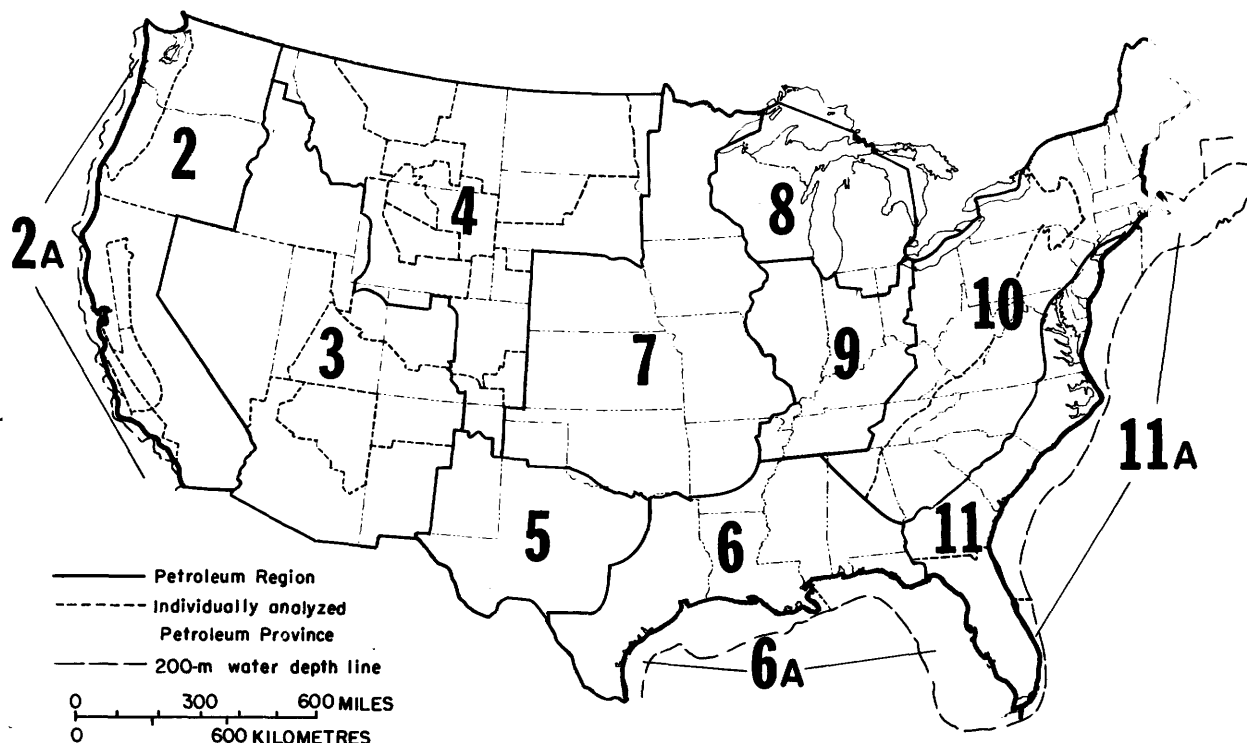 2
2A
3
4
5
6
6A
7
8
9
10
11
11A
Petroleum Region
Individually analyzed
Petroleum Province
200-m water depth line
0 300 600 MILES
0 600 KILOMETRES